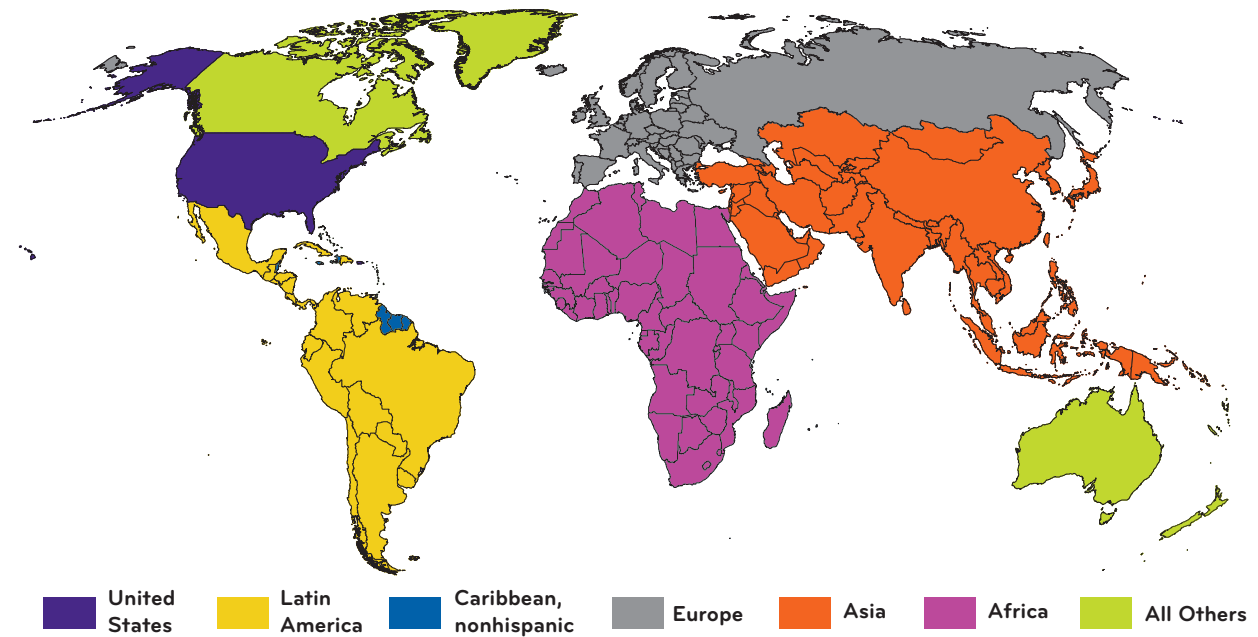 United
States
Latin
America
Caribbean,
nonhispanic
Europe
Asia
Africa
All Others